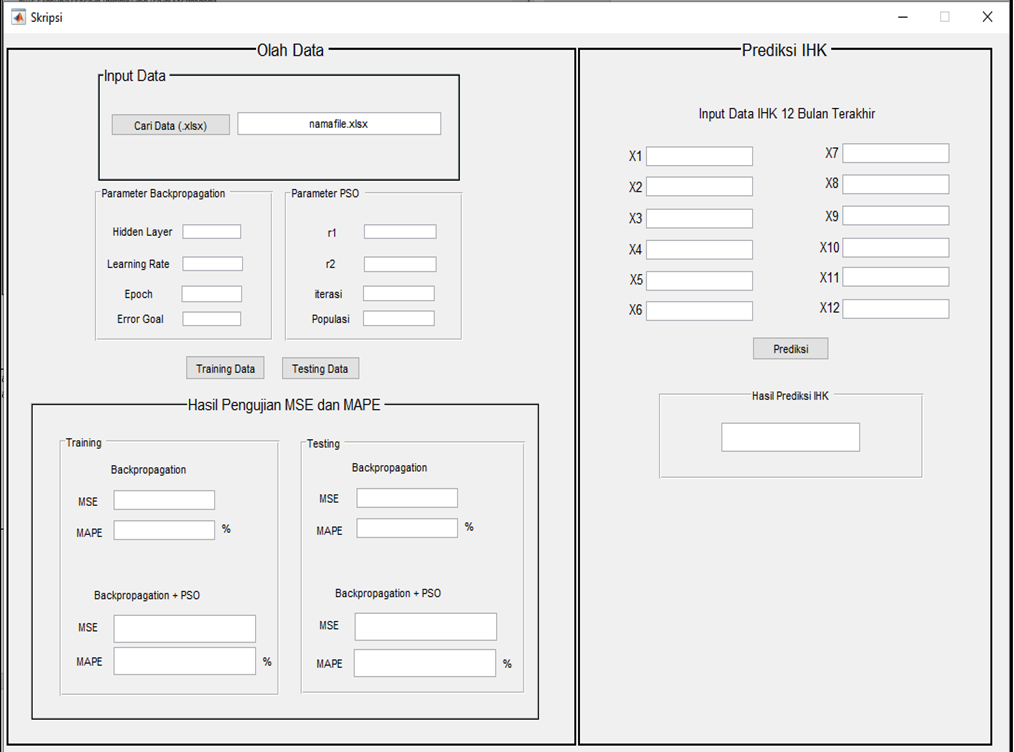 Skripsi
Olah Data
Input Data
Cari Data (.xlsx)
namafile.xlsx
Parameter Backpropagation
Hidden Layer
Learning Rate
Epoch
Error Goal
Parameter PSO
r1
r2
iterasi
Populasi
Training Data
Testing Data
Hasil Pengujian MSE dan MAPE
Training
Backpropagation
MSE
MAPE %
Backpropagation + PSO
MSE
MAPE %
Testing
Backpropagation
MSE
MAPE %
Backpropagation + PSO
MSE
MAPE %
Prediksi IHK
Input Data IHK 12 Bulan Terakhir
X1
X2
X3
X4
X5
X6
X7
X8
X9
X10
X11
X12
Prediksi
Hasil Prediksi IHK